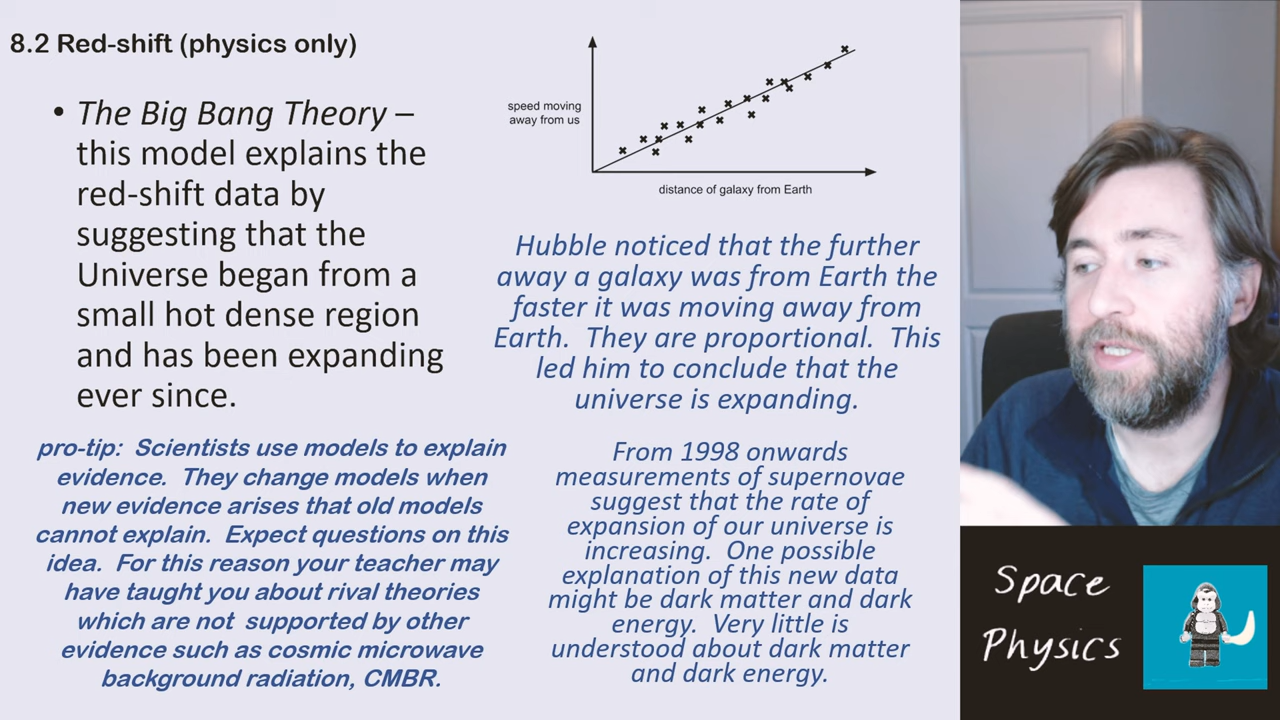 8.2 Red-shift (physics only)
• The Big Bang Theory –
this model explains the
red-shift data by
suggesting that the
Universe began from a
small hot dense region
and has been expanding
ever since.
pro-tip: Scientists use models to explain
evidence. They change models when
new evidence arises that old models
cannot explain. Expect questions on this
idea. For this reason your teacher may
have taught you about rival theories
which are not supported by other
evidence such as cosmic microwave
background radiation, CMBR.
speed moving
away from us
distance of galaxy from Earth
Hubble noticed that the further
away a galaxy was from Earth the
faster it was moving away from
Earth. They are proportional. This
led him to conclude that the
universe is expanding.
From 1998 onwards
measurements of supernovae
suggest that the rate of
expansion of our universe is
increasing. One possible
explanation of this new data
might be dark matter and dark
energy. Very little is
understood about dark matter
and dark energy.
Space
Physics